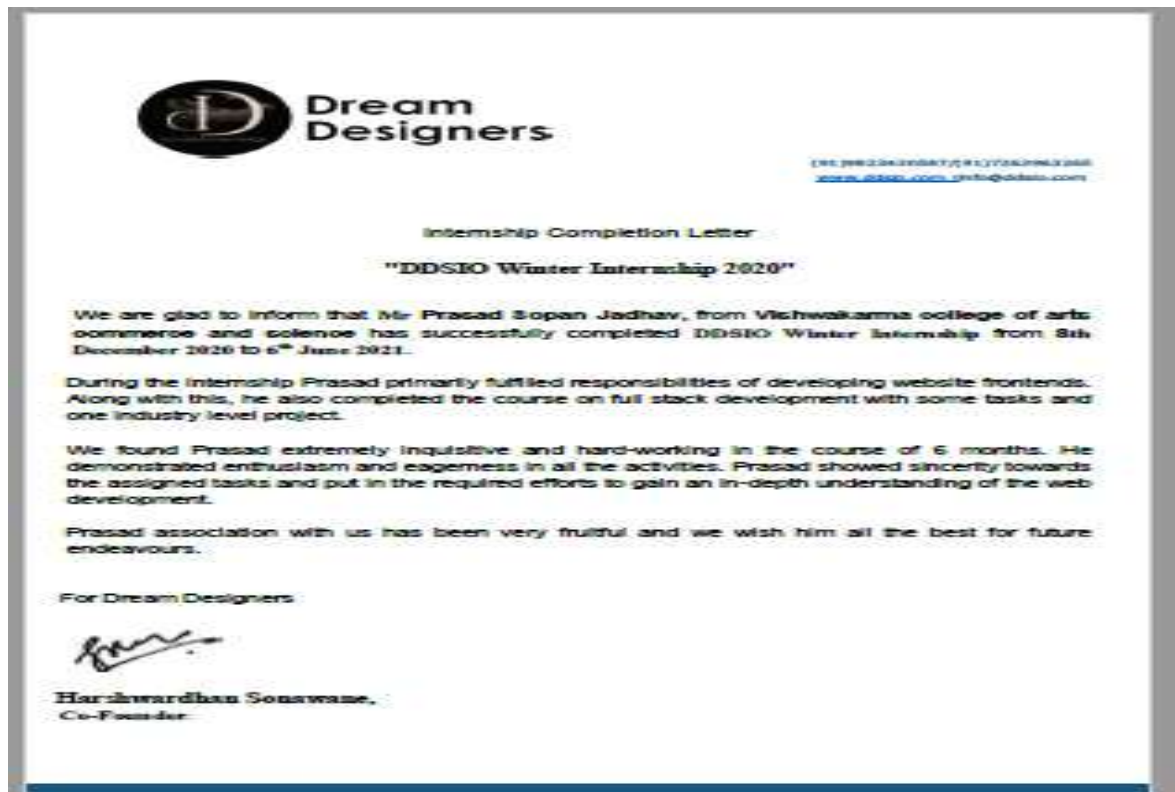 Dream
Designers
Internship Completion Letter
"DDSIO Winter Internship 2020"
We are glad to inform that Mr Prasad Sopan Jadhav, from Vishwakarma college of arts
commerse and science has successfully completed DDSIO Winter Internship from 8th
December 2020 to 6th June 2021.
During the Internship Prasad primarily fulfilled responsibilities of developing website frontends.
Along with this, he also completed the course on full stack development with some tasks and
one industry level project.
We found Prasad extremely inquisitive and hard-working in the course of 6 months. He
demonstrated enthusiasm and eagerness in all the activities. Prasad showed sincerity towards
the assigned tasks and put in the required efforts to gain an in-depth understanding of the web
development.
Prasad association with us has been very fruitful and we wish him all the best for future
endeavours.
For Dream Designers
Harshwardhan Sonawane,
Co-Founder